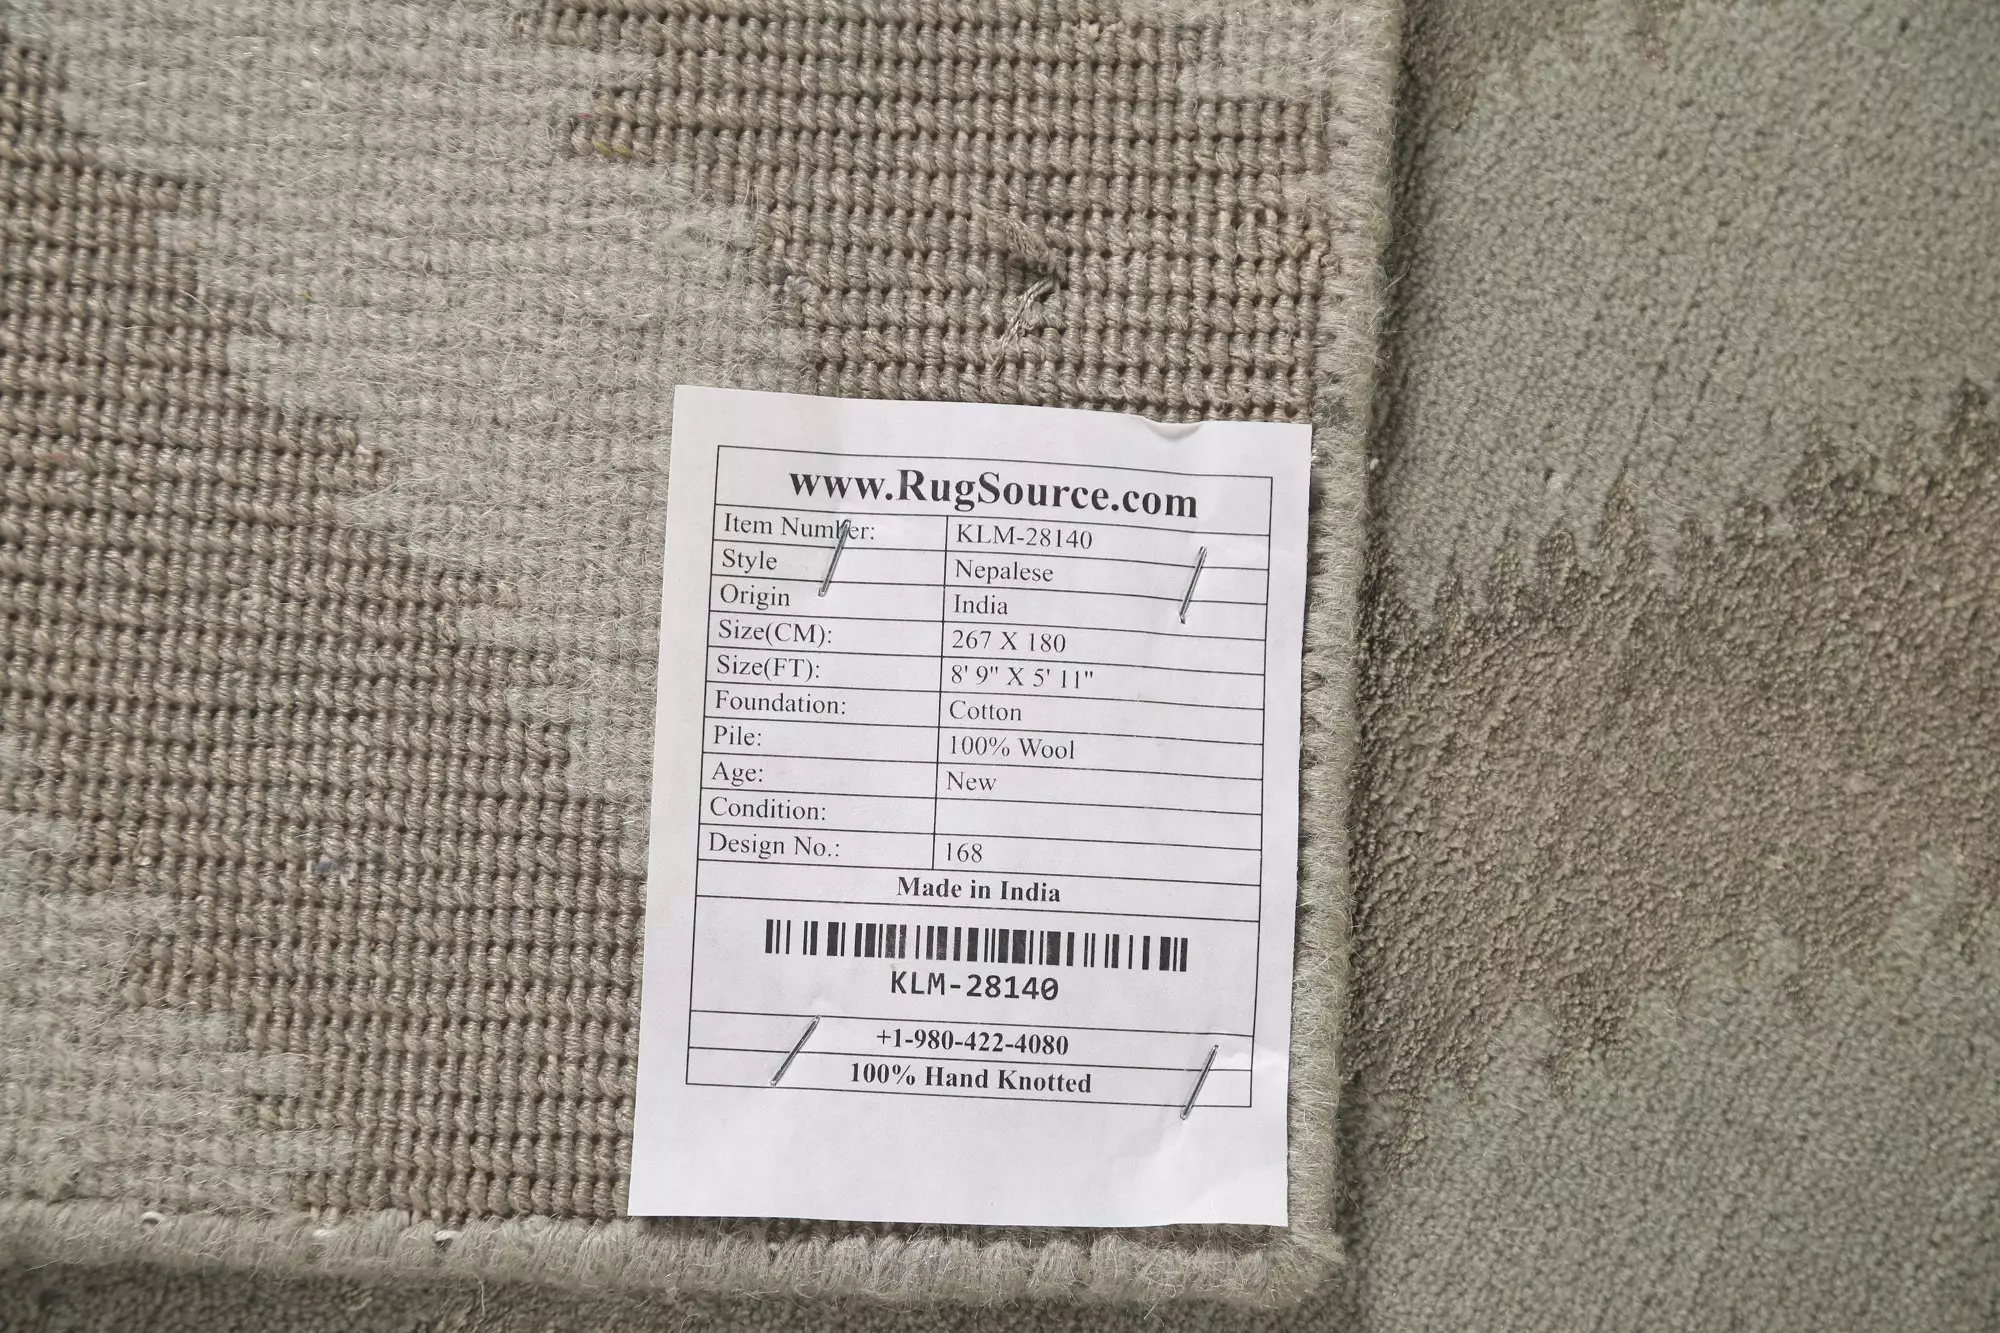 www.RugSource.com
Item Number: KLM-28140
Style Nepalese
Origin India
Size(CM): 267 X 180
Size(FT): 8' 9" X 5' 11"
Foundation: Cotton
Pile: 100% Wool
Age: New
Condition:
Design No.: 168
Made in India
KLM-28140
+1-980-422-4080
100% Hand Knotted